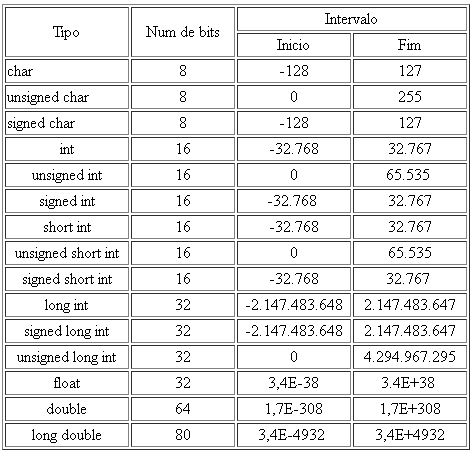 Tipo Num de bits Intervalo
Inicio Fim
char 8 -128 127
unsigned char 8 0 255
signed char 8 -128 127
int 16 -32.768 32.767
unsigned int 16 0 65.535
signed int 16 -32.768 32.767
short int 16 -32.768 32.767
unsigned short int 16 0 65.535
signed short int 16 -32.768 32.767
long int 32 -2.147.483.648 2.147.483.647
signed long int 32 -2.147.483.648 2.147.483.647
unsigned long int 32 0 4.294.967.295
float 32 3,4E-38 3.4E+38
double 64 1,7E-308 1,7E+308
long double 80 3,4E-4932 3,4E+4932